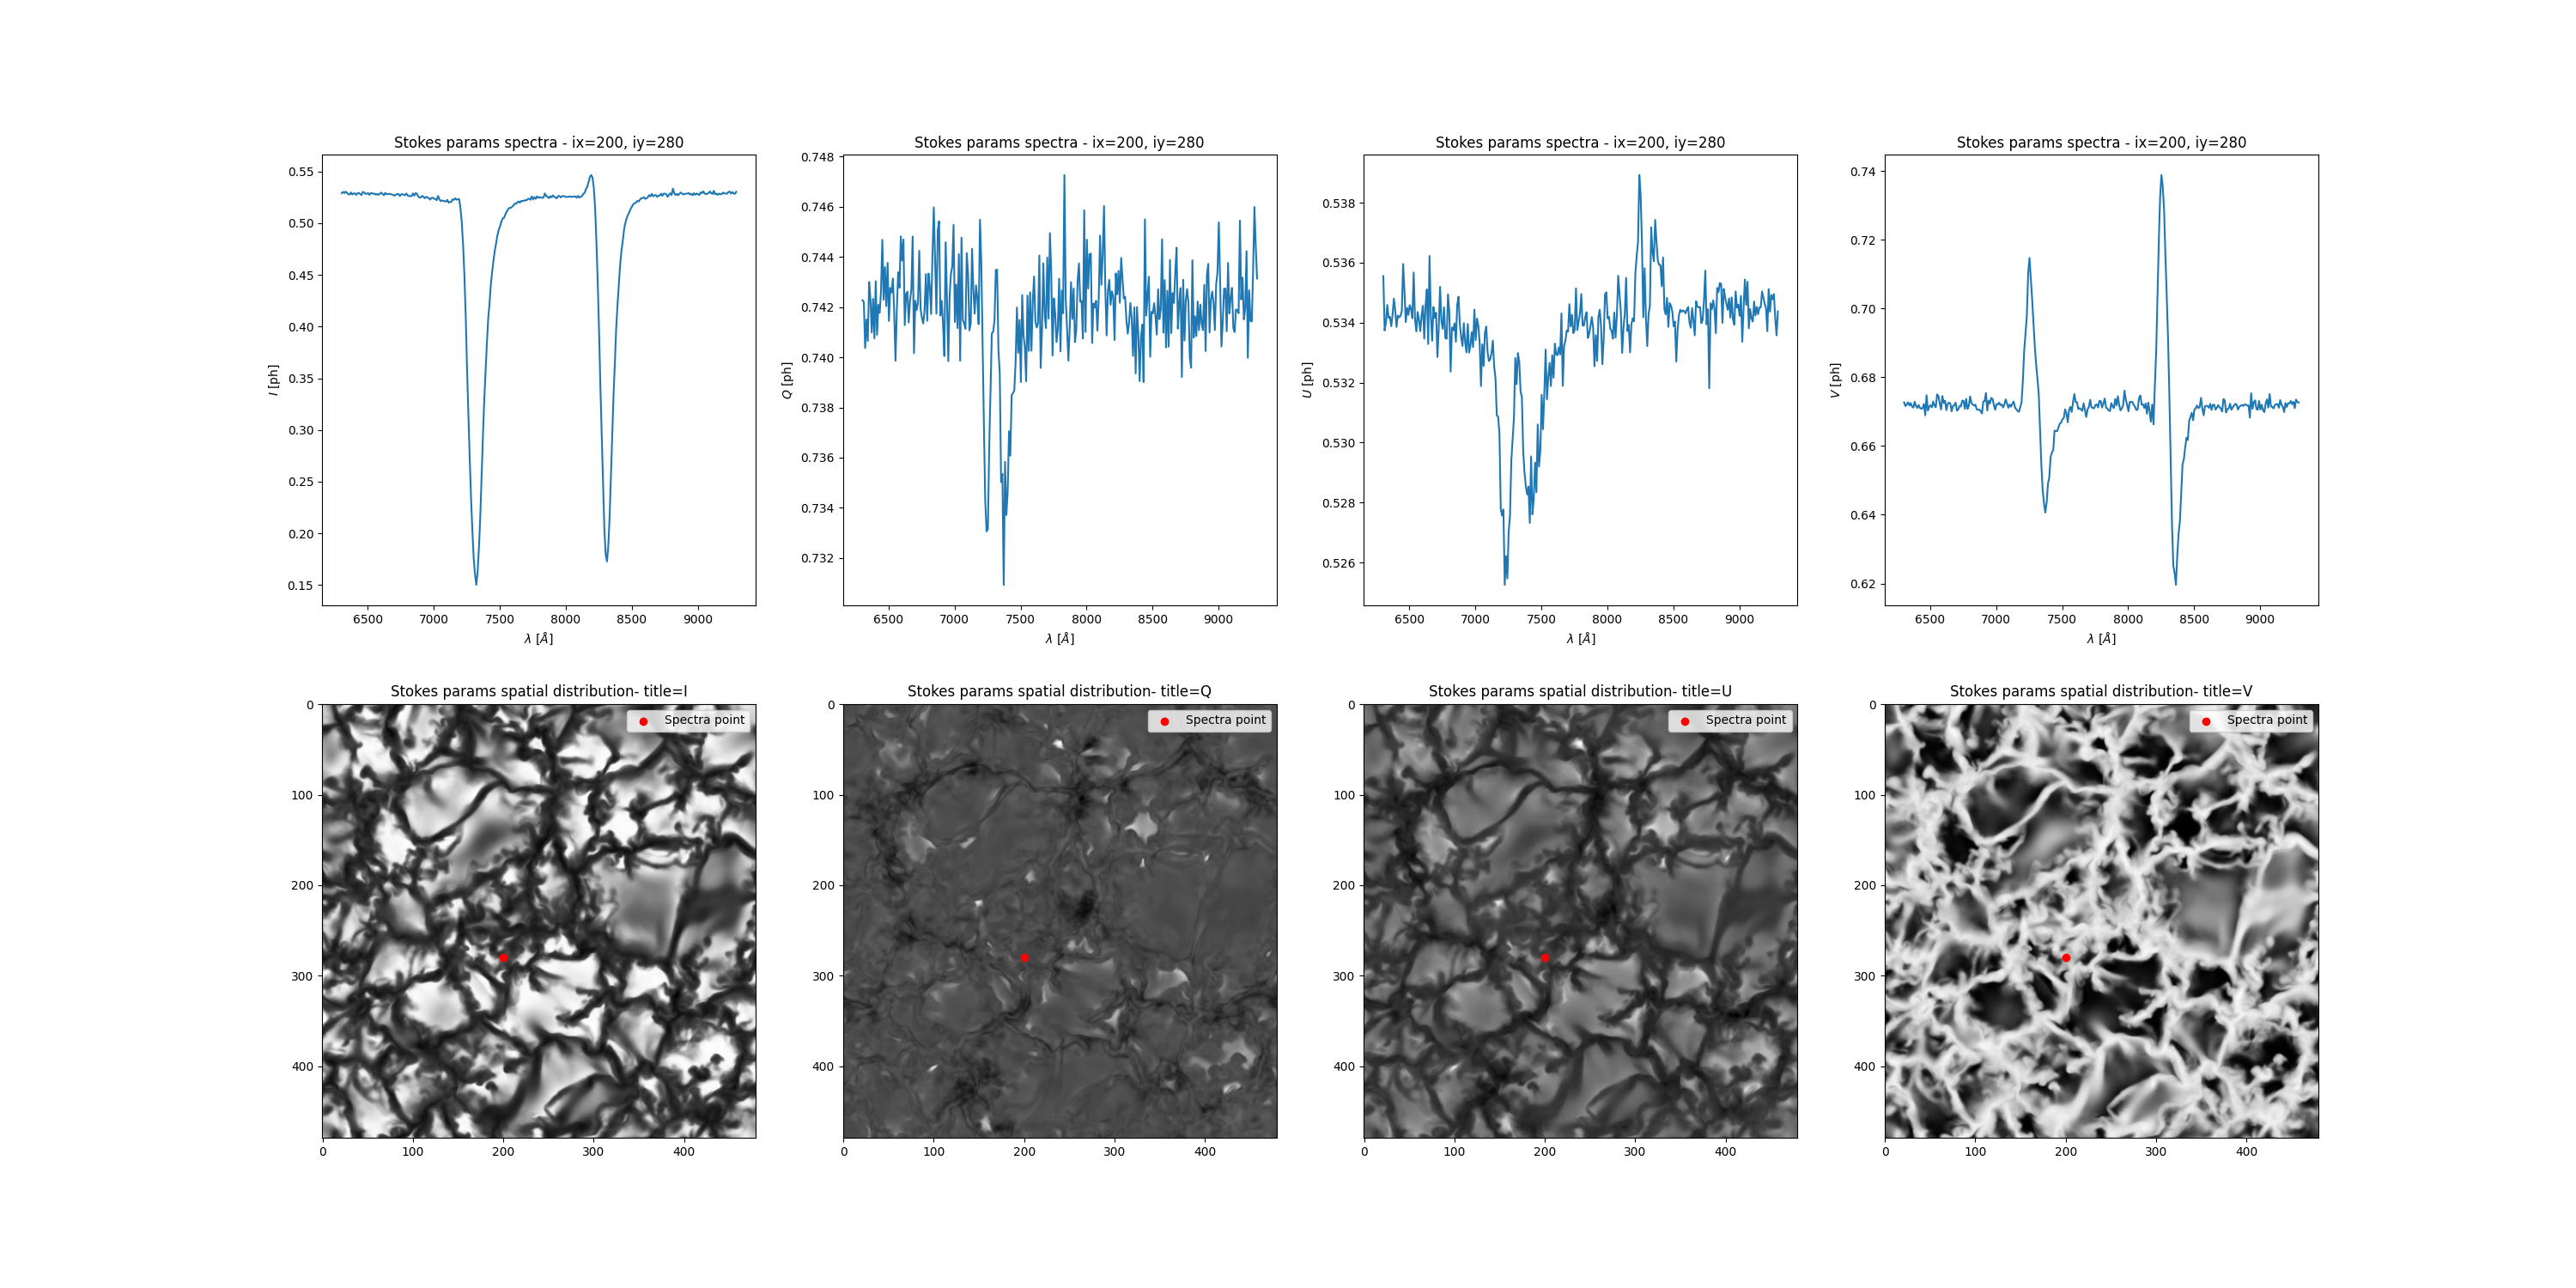 Stokes params spectra - ix=200, iy=280
0.55
0.50
0.45
0.40
0.35
0.30
0.25
0.20
0.15
I [ph]
6500 7000 7500 8000 8500 9000
λ [Å]
Stokes params spectra - ix=200, iy=280
0.748
0.746
0.744
0.742
0.740
0.738
0.736
0.734
0.732
Q [ph]
6500 7000 7500 8000 8500 9000
λ [Å]
Stokes params spectra - ix=200, iy=280
0.538
0.536
0.534
0.532
0.530
0.528
0.526
U [ph]
6500 7000 7500 8000 8500 9000
λ [Å]
Stokes params spectra - ix=200, iy=280
0.74
0.72
0.70
0.68
0.66
0.64
0.62
V [ph]
6500 7000 7500 8000 8500 9000
λ [Å]
Stokes params spatial distribution- title=I
Spectra point
0
100
200
300
400
0 100 200 300 400
Stokes params spatial distribution- title=Q
Spectra point
0
100
200
300
400
0 100 200 300 400
Stokes params spatial distribution- title=U
Spectra point
0
100
200
300
400
0 100 200 300 400
Stokes params spatial distribution- title=V
Spectra point
0
100
200
300
400
0 100 200 300 400